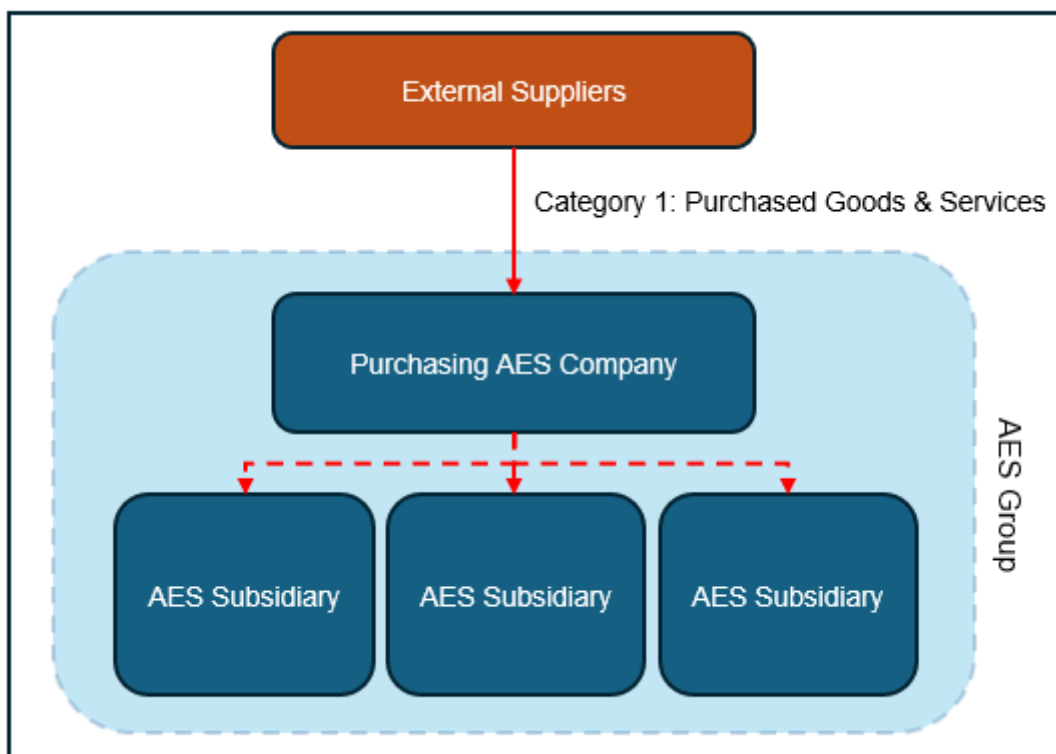 External Suppliers
Category 1: Purchased Goods & Services
Purchasing AES Company
AES Group
AES Subsidiary
AES Subsidiary
AES Subsidiary